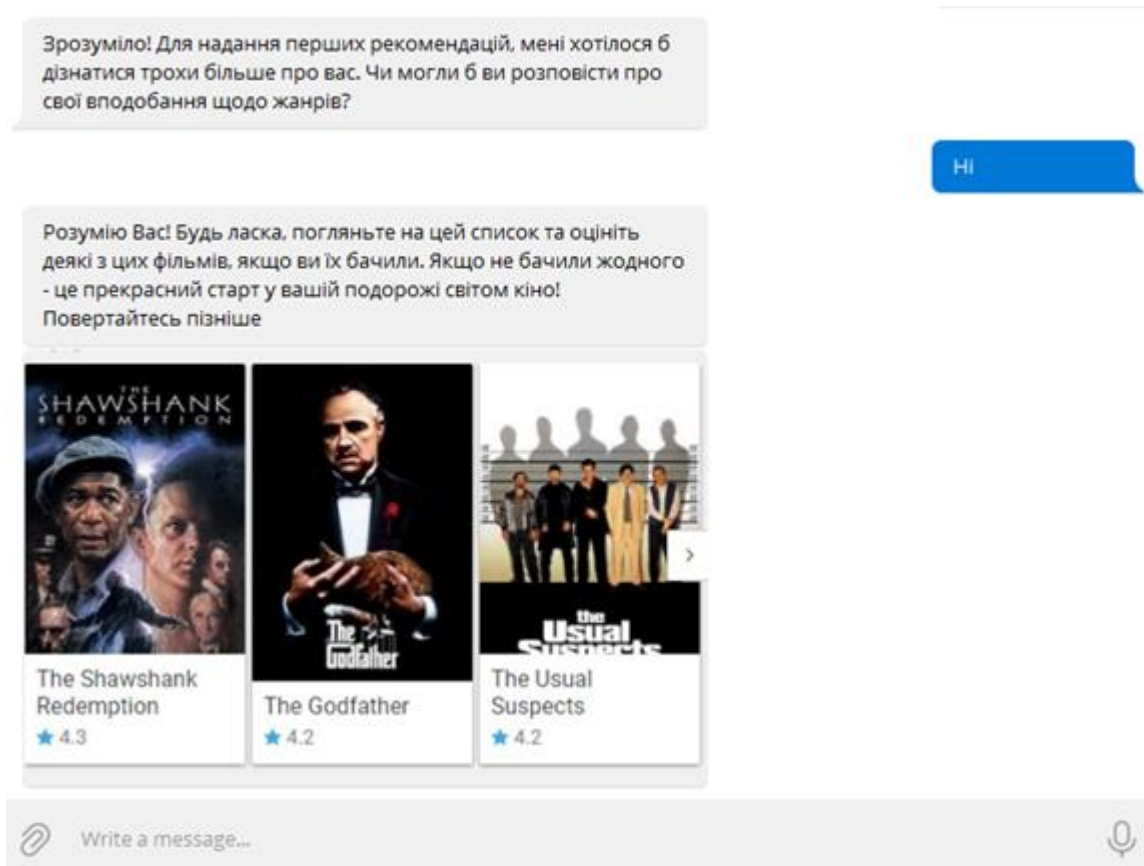 Зрозуміло! Для надання перших рекомендацій, мені хотілося б
дізнатися трохи більше про вас. Чи могли б ви розповісти про
свої вподобання щодо жанрів?
Ні
Розумію Вас! Будь ласка, погляньте на цей список та оцініть
деякі з цих фільмів, якщо ви їх бачили. Якщо не бачили жодного
- це прекрасний старт у вашій подорожі світом кіно!
Повертайтесь пізніше
THE
SHAWSHANK
REDEMPTION
The
Godfather
the
Usual
Suspects
The Shawshank
Redemption
4.3
The Godfather
4.2
The Usual
Suspects
4.2
Write a message...